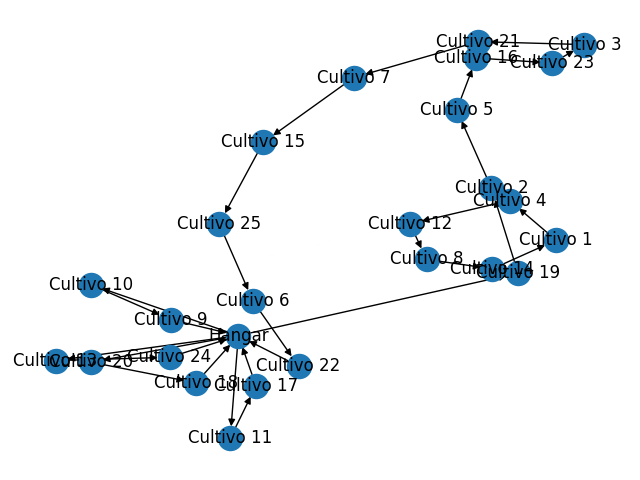 Cultivo 21
Cultivo 3
Cultivo 16
Cultivo 23
Cultivo 7
Cultivo 5
Cultivo 15
Cultivo 2
Cultivo 4
Cultivo 25
Cultivo 12
Cultivo 1
Cultivo 8
Cultivo 14
Cultivo 19
Cultivo 10
Cultivo 6
Cultivo 9
Hangar
Cultivo 13
Cultivo 20
Cultivo 24
Cultivo 22
Cultivo 18
Cultivo 17
Cultivo 11